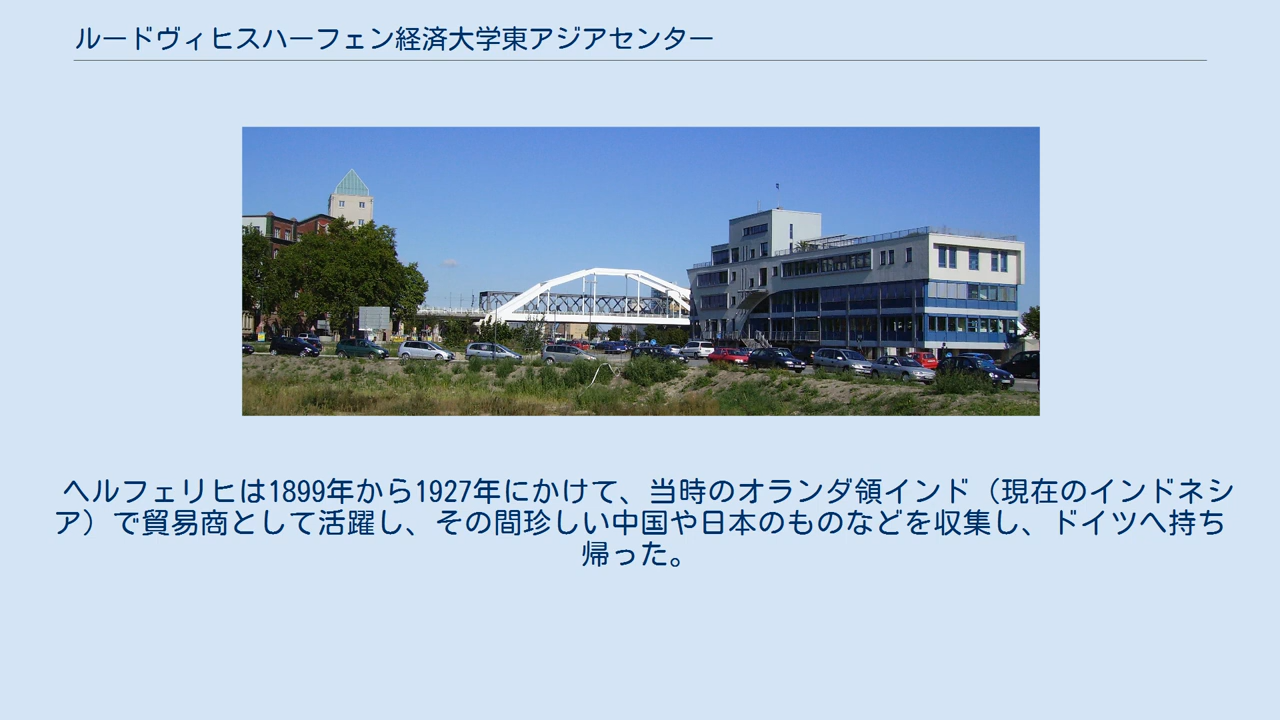 ルードヴィヒスハーフェン経済大学東アジアセンター
ヘルフェリヒは1899年から1927年にかけて、当時のオランダ領インド（現在のインドネシ
ア）で貿易商として活躍し、その間珍しい中国や日本のものなどを収集し、ドイツへ持ち
帰った。